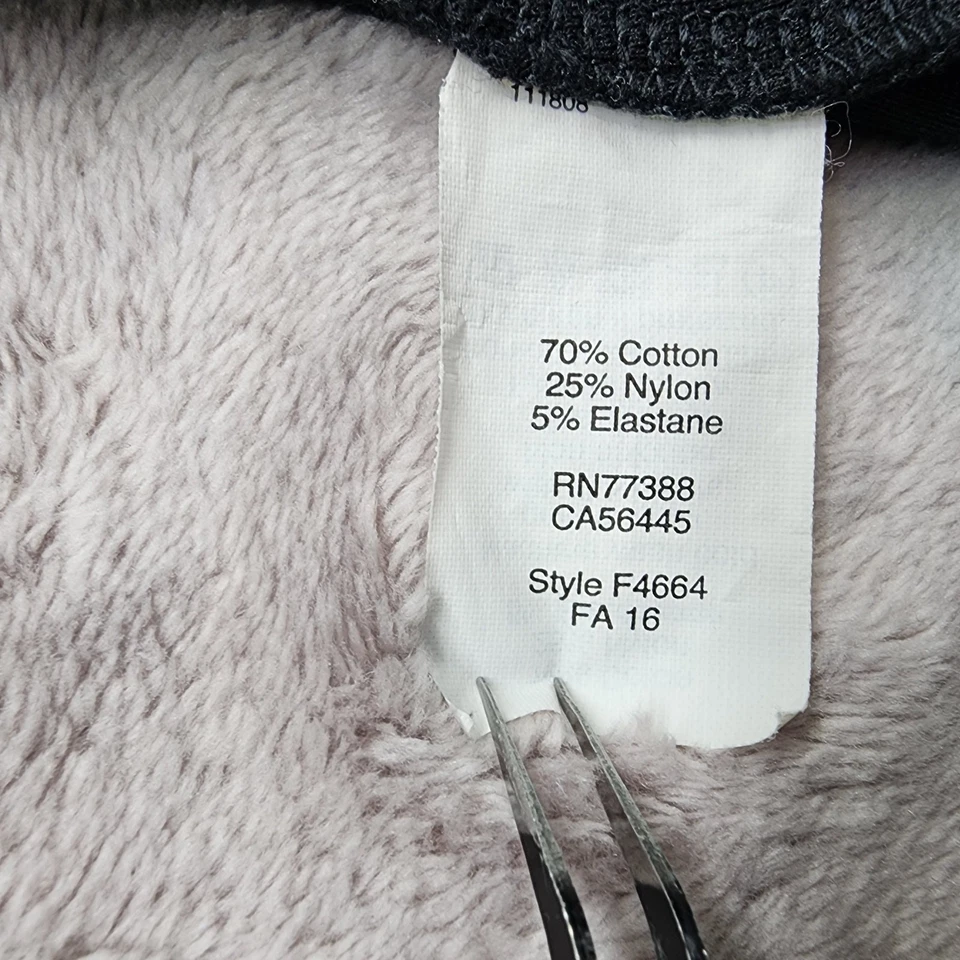 111808
70% Cotton
25% Nylon
5% Elastane
RN77388
CA56445
Style F4664
FA 16